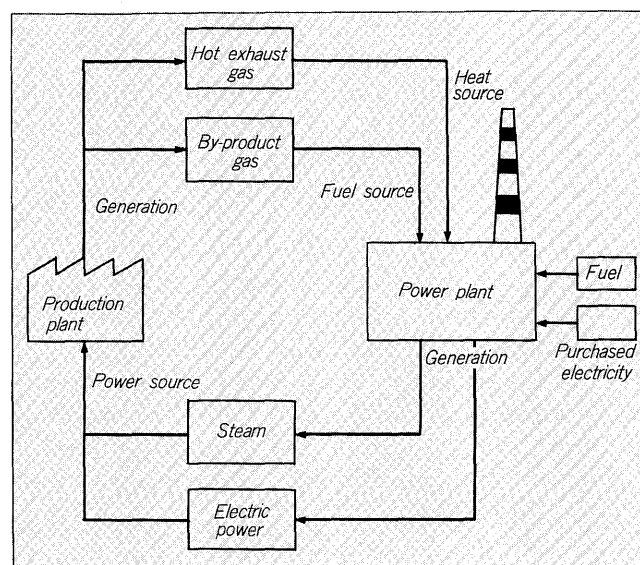 Hot exhaust
gas
Heat
source
By-product
gas
Fuel source
Generation
Production
plant
Power plant
Fuel
Purchased
electricity
Generation
Power source
Steam
Electric
power